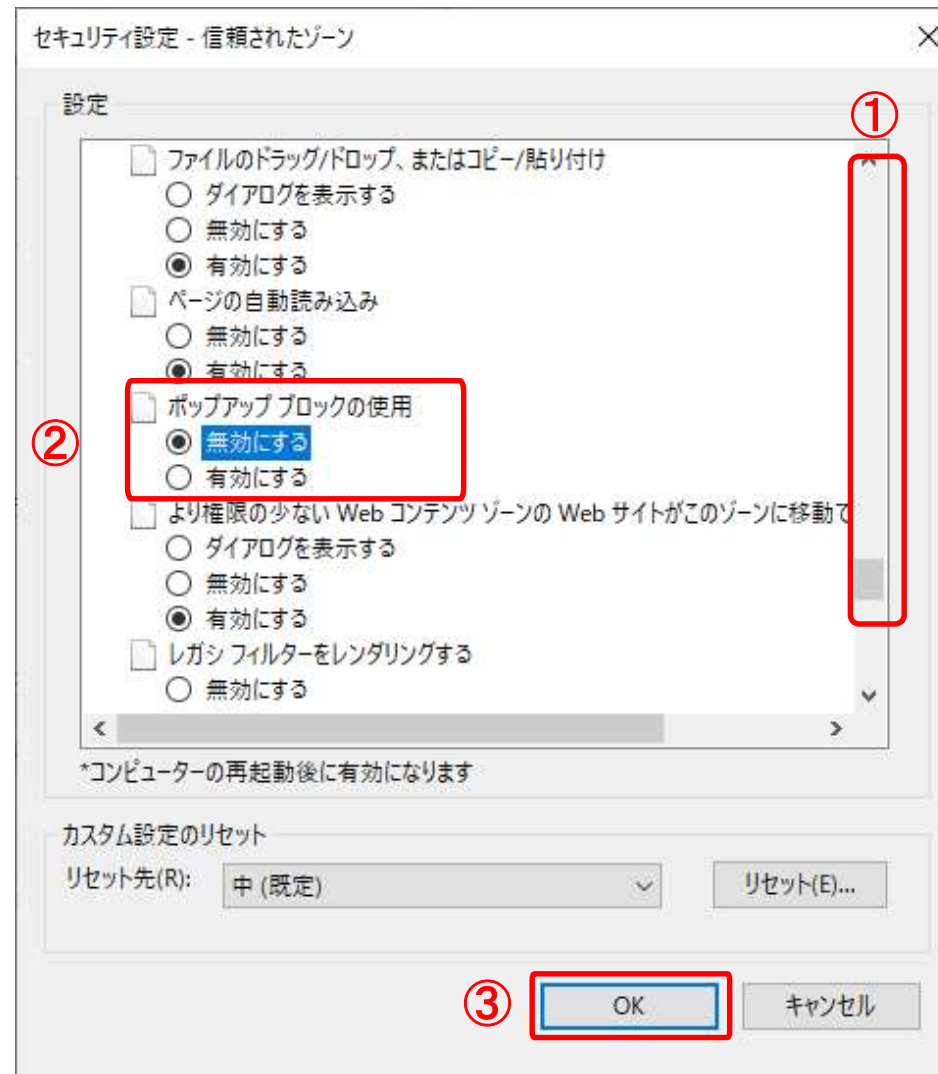 セキュリティ設定 - 信頼されたゾーン
設定
①
ファイルのドラッグ/ドロップ、またはコピー/貼り付け
ダイアログを表示する
無効にする
有効にする
ページの自動読み込み
無効にする
有効にする
ポップアップ ブロックの使用
②
無効にする
有効にする
より権限の少ない Web コンテンツ ゾーンの Web サイトがこのゾーンに移動で
ダイアログを表示する
無効にする
有効にする
レガシ フィルターをレンダリングする
無効にする
*コンピューターの再起動後に有効になります
カスタム設定のリセット
リセット先(R): 中 (既定) リセット(E)...
③ OK キャンセル